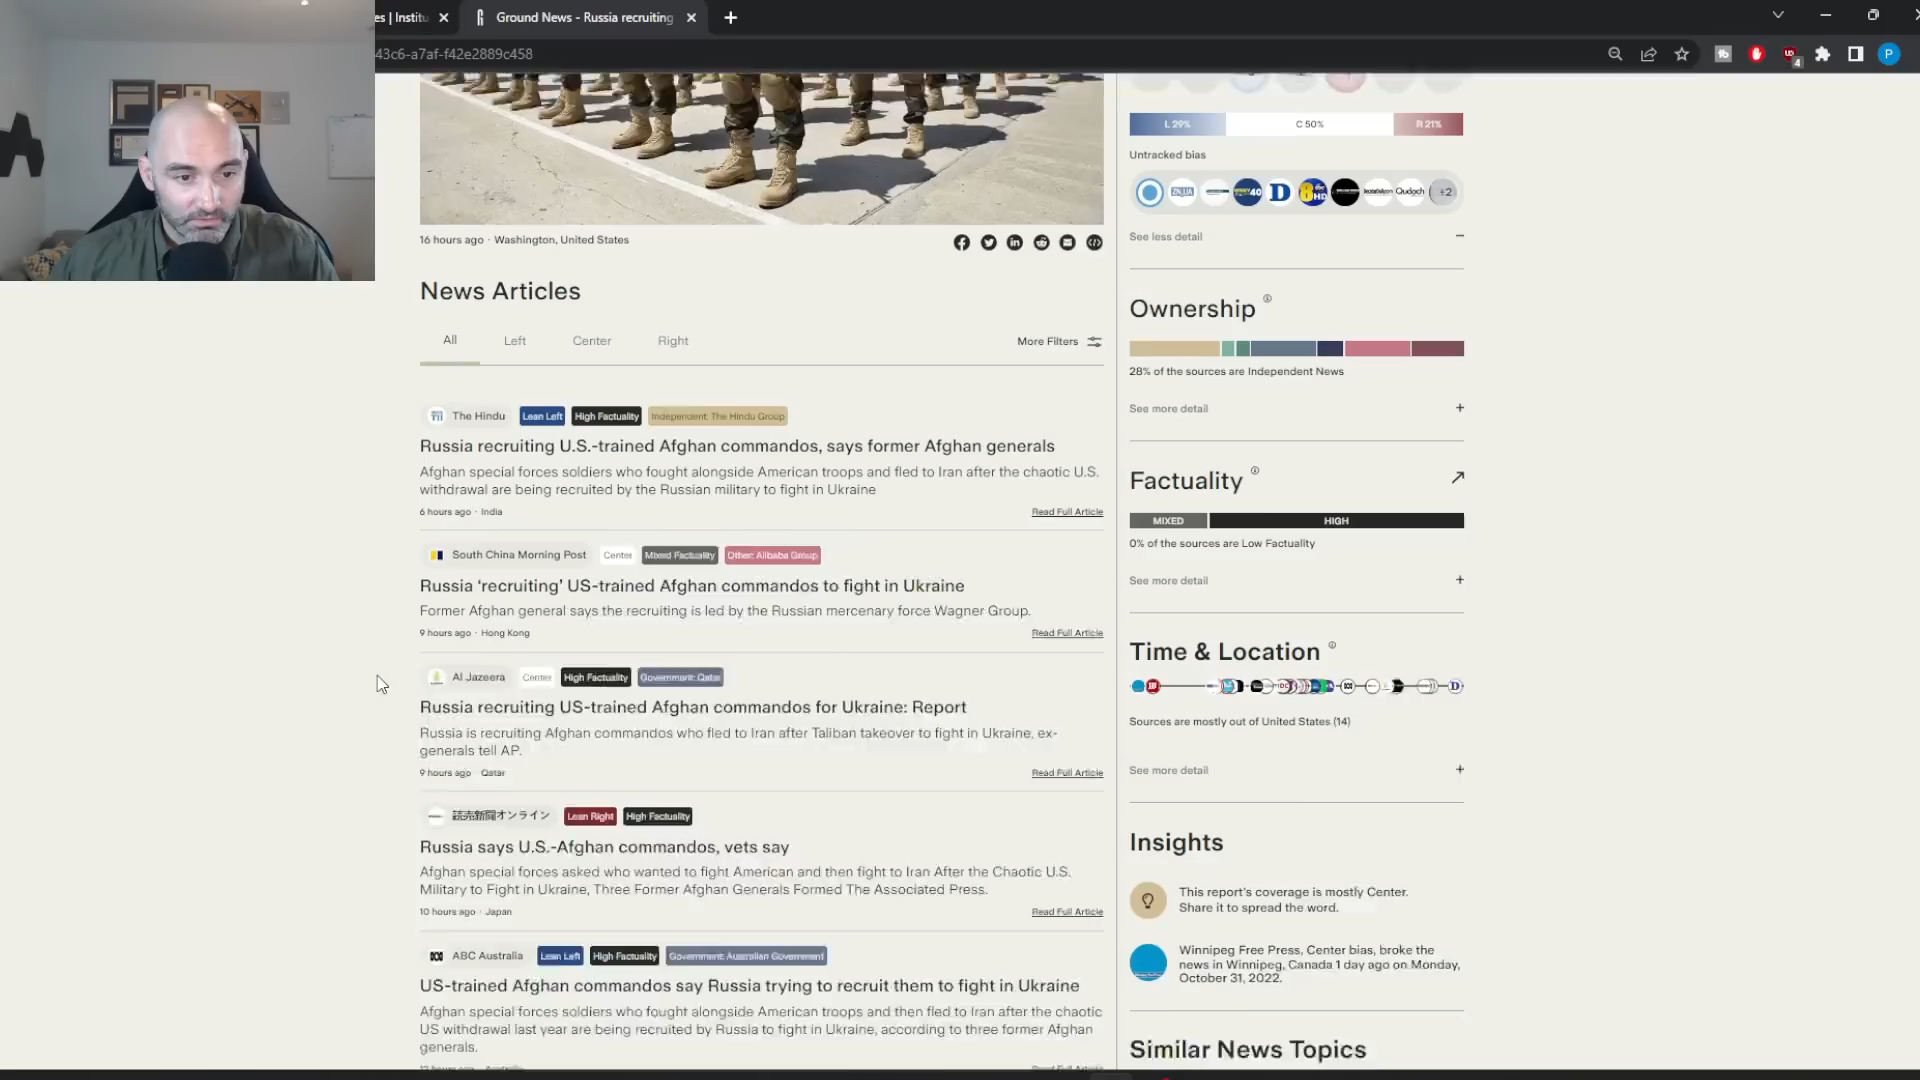 es | Institu
Ground News - Russia recruiting
43c6-a7af-f42e2889c458
4
P
16 hours ago · Washington, United States
News Articles
All
Left
Center
Right
More Filters
The Hindu
Lean Left
High Factuality
Independent: The Hindu Group
Russia recruiting U.S.-trained Afghan commandos, says former Afghan generals
Afghan special forces soldiers who fought alongside American troops and fled to Iran after the chaotic U.S.
withdrawal are being recruited by the Russian military to fight in Ukraine
6 hours ago · India
Read Full Article
South China Morning Post
Center
Mixed Factuality
Other: Alibaba Group
Russia ‘recruiting’ US-trained Afghan commandos to fight in Ukraine
Former Afghan general says the recruiting is led by the Russian mercenary force Wagner Group.
9 hours ago · Hong Kong
Read Full Article
Al Jazeera
Center
High Factuality
Government: Qatar
Russia recruiting US-trained Afghan commandos for Ukraine: Report
Russia is recruiting Afghan commandos who fled to Iran after Taliban takeover to fight in Ukraine, ex-
generals tell AP.
9 hours ago · Qatar
Read Full Article
読売新聞オンライン
Lean Right
High Factuality
Russia says U.S.-Afghan commandos, vets say
Afghan special forces asked who wanted to fight American and then fight to Iran After the Chaotic U.S.
Military to Fight in Ukraine, Three Former Afghan Generals Formed The Associated Press.
10 hours ago · Japan
Read Full Article
ABC Australia
Lean Left
High Factuality
Government: Australian Government
US-trained Afghan commandos say Russia trying to recruit them to fight in Ukraine
Afghan special forces soldiers who fought alongside American troops and then fled to Iran after the chaotic
US withdrawal last year are being recruited by Russia to fight in Ukraine, according to three former Afghan
generals.
L 29%
C 50%
R 21%
Untracked bias
ZN,UA
40
D
8
HD
Qudach
+2
See less detail
Ownership
28% of the sources are Independent News
See more detail
Factuality
MIXED
HIGH
0% of the sources are Low Factuality
See more detail
Time & Location
D
Sources are mostly out of United States (14)
See more detail
Insights
This report's coverage is mostly Center.
Share it to spread the word.
Winnipeg Free Press, Center bias, broke the
news in Winnipeg, Canada 1 day ago on Monday,
October 31, 2022.
Similar News Topics